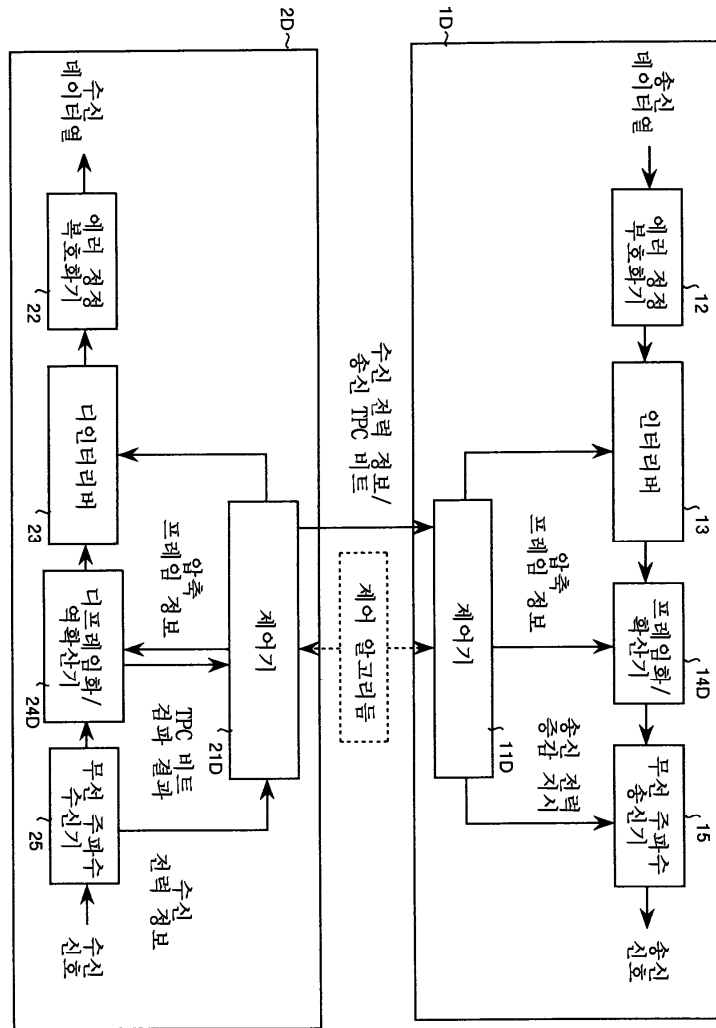 1D
송신
데이터열
에러 정정
부호화기
12
인터리버
13
프레임화/
확산기
14D
무선 주파수
송신기
15
송신
신호
압축
프레임 정보
송신 전력
증감 지시
제어기
11D
수신 전력 정보/
송신 TPC 비트
제어 알고리듬
2D
제어기
21D
압축
프레임 정보
TPC 비트
검파 결과
수신
전력 정보
수신
데이터열
에러 정정
복호화기
22
디인터리버
23
디프레임화/
역확산기
24D
무선 주파수
수신기
25
수신
신호